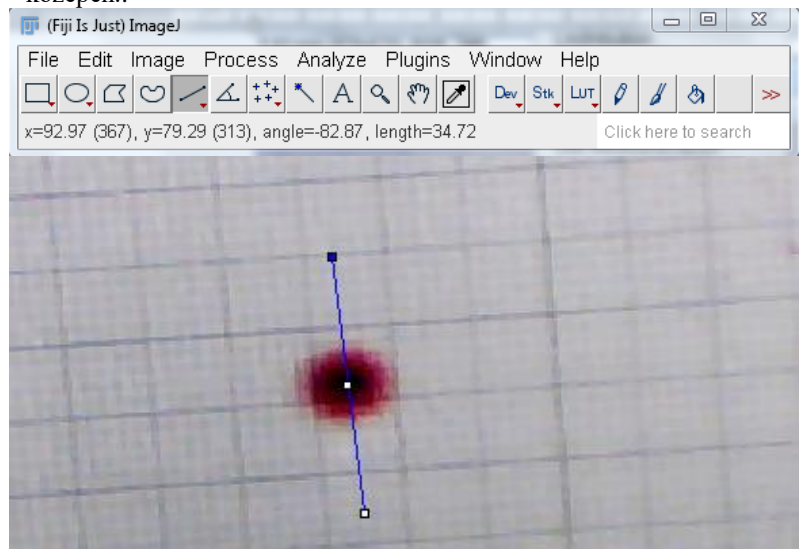 közepén..
(Fiji Is Just) ImageJ
File Edit Image Process Analyze Plugins Window Help
A Dev Stk LUT >>
x=92.97 (367), y=79.29 (313), angle=-82.87, length=34.72
Click here to search